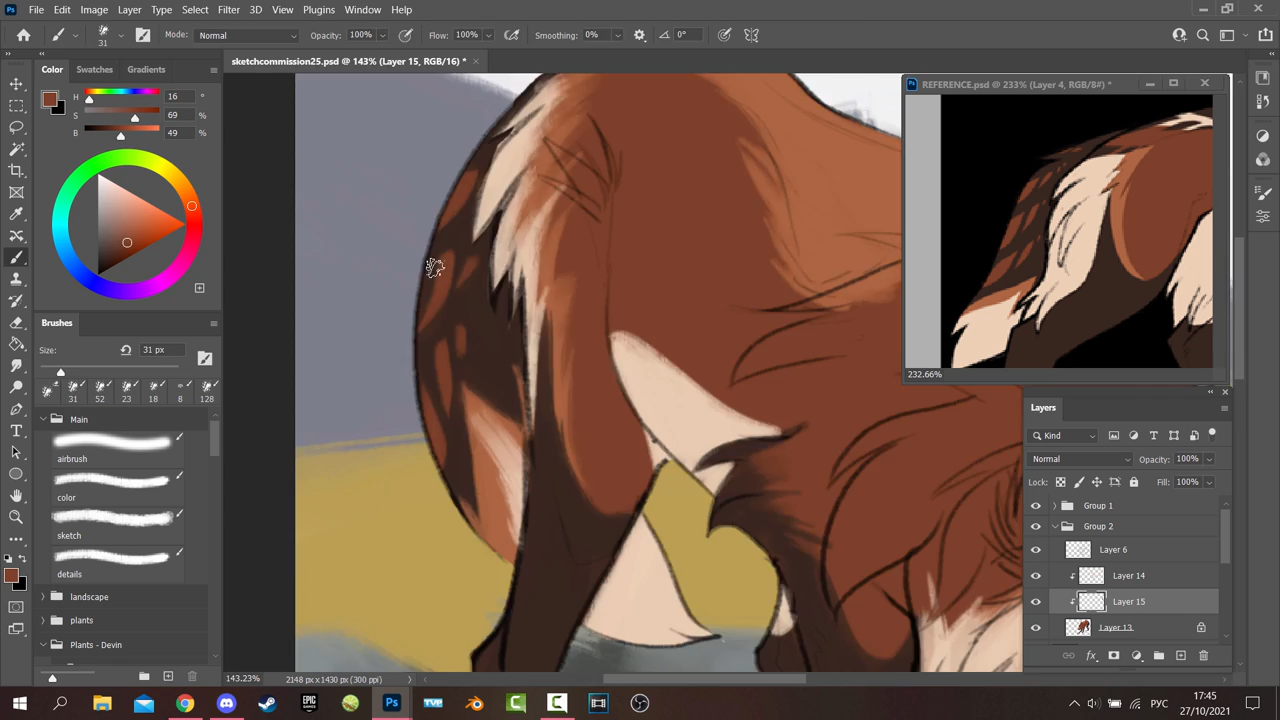 File Edit Image Layer Type Select Filter 3D View Plugins Window Help
31 Mode: Normal Opacity: 100% Flow: 100% Smoothing: 0% 0°
Color Swatches Gradients
H 16 °
S 69 %
B 49 %
Brushes
Size: 31 px
31 52 23 18 8 128
Main
airbrush
color
sketch
details
landscape
plants
Plants - Devin
sketchcommission25.psd @ 143% (Layer 15, RGB/16) *
REFERENCE.psd @ 233% (Layer 4, RGB/8#) *
232.66%
Layers
Kind
Normal Opacity: 100%
Lock: Fill: 100%
Group 1
Group 2
Layer 6
Layer 14
Layer 15
Layer 13
143.23% 2148 px x 1430 px (300 ppi)
EPIC GAMES TVP Ps C C
РУС 17:45
27/10/2021